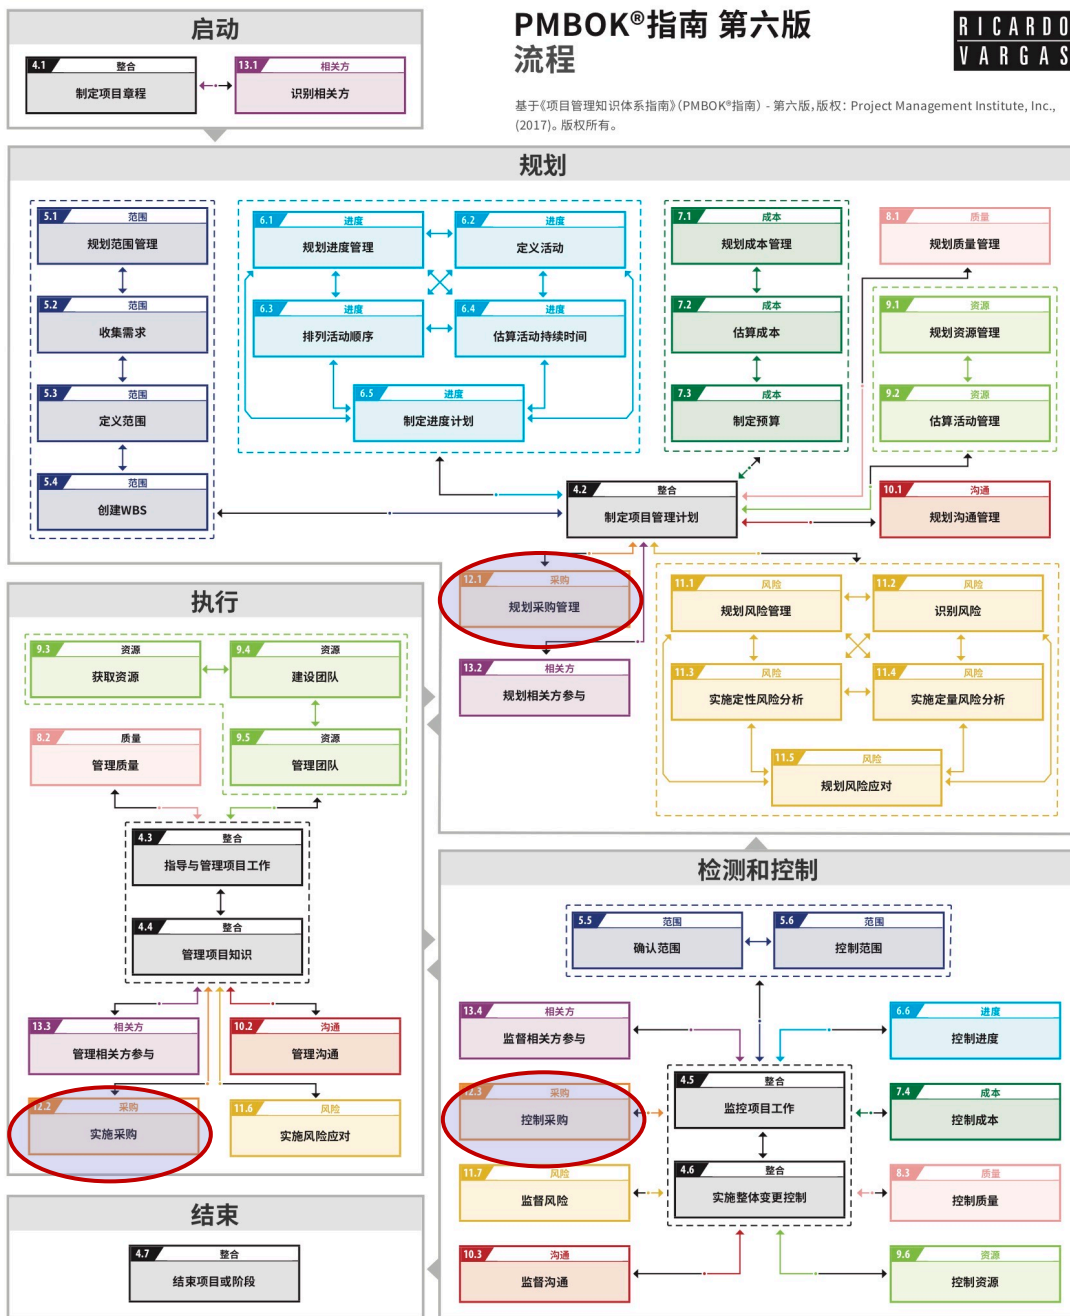 启动
4.1 整合
制定项目章程
13.1 相关方
识别相关方
PMBOK®指南 第六版
流程
RICARDO
VARGAS
基于《项目管理知识体系指南》(PMBOK®指南) - 第六版,版权: Project Management Institute, Inc.,
(2017)。版权所有。
规划
5.1 范围
规划范围管理
5.2 范围
收集需求
5.3 范围
定义范围
5.4 范围
创建WBS
6.1 进度
规划进度管理
6.2 进度
定义活动
6.3 进度
排列活动顺序
6.4 进度
估算活动持续时间
6.5 进度
制定进度计划
7.1 成本
规划成本管理
7.2 成本
估算成本
7.3 成本
制定预算
8.1 质量
规划质量管理
9.1 资源
规划资源管理
9.2 资源
估算活动管理
4.2 整合
制定项目管理计划
10.1 沟通
规划沟通管理
12.1 采购
规划采购管理
13.2 相关方
规划相关方参与
11.1 风险
规划风险管理
11.2 风险
识别风险
11.3 风险
实施定性风险分析
11.4 风险
实施定量风险分析
11.5 风险
规划风险应对
执行
9.3 资源
获取资源
9.4 资源
建设团队
8.2 质量
管理质量
9.5 资源
管理团队
4.3 整合
指导与管理项目工作
4.4 整合
管理项目知识
13.3 相关方
管理相关方参与
10.2 沟通
管理沟通
12.2 采购
实施采购
11.6 风险
实施风险应对
检测和控制
5.5 范围
确认范围
5.6 范围
控制范围
13.4 相关方
监督相关方参与
6.6 进度
控制进度
4.5 整合
监控项目工作
12.3 采购
控制采购
7.4 成本
控制成本
4.6 整合
实施整体变更控制
11.7 风险
监督风险
8.3 质量
控制质量
10.3 沟通
监督沟通
9.6 资源
控制资源
结束
4.7 整合
结束项目或阶段